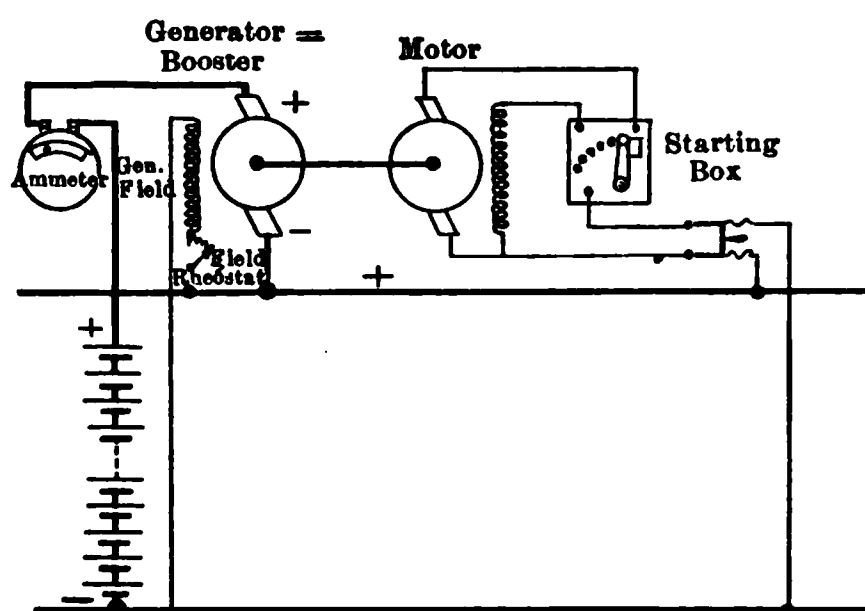 Generator =
Booster
Motor
+
Starting
Box
Ammeter
Gen.
Field
−
Field
Rheostat
+
+
−